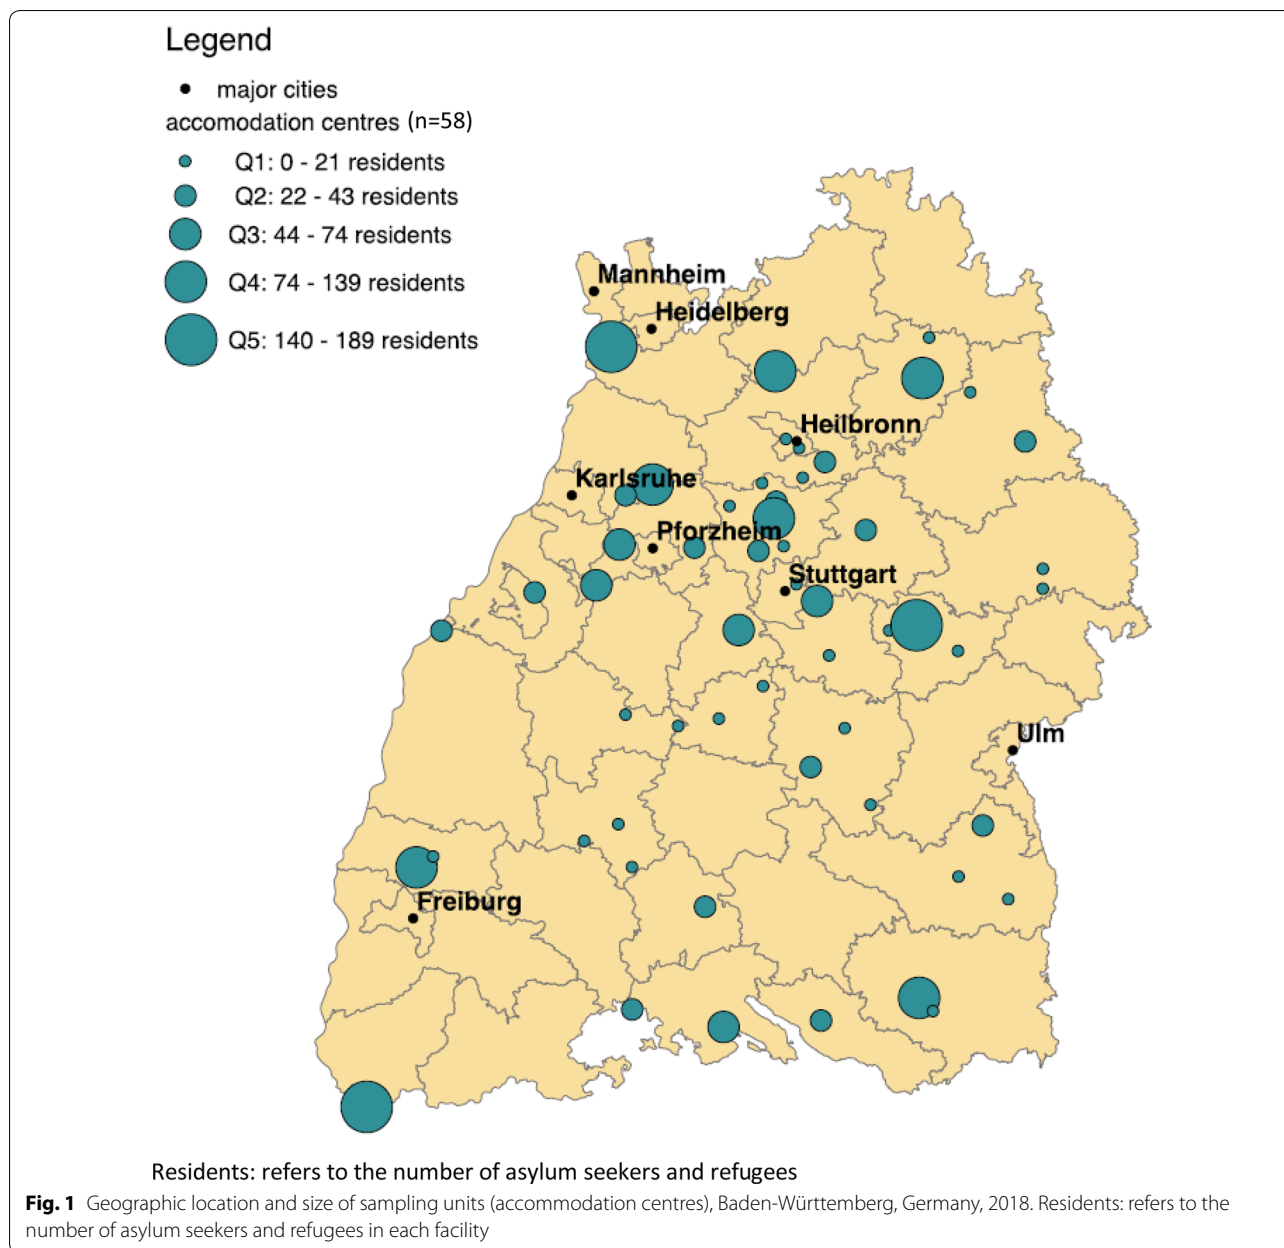 Legend
major cities
accomodation centres (n=58)
Q1: 0 - 21 residents
Q2: 22 - 43 residents
Q3: 44 - 74 residents
Q4: 74 - 139 residents
Q5: 140 - 189 residents
Mannheim
Heidelberg
Heilbronn
Karlsruhe
Pforzheim
Stuttgart
Ulm
Freiburg
Residents: refers to the number of asylum seekers and refugees
Fig. 1 Geographic location and size of sampling units (accommodation centres), Baden-Württemberg, Germany, 2018. Residents: refers to the
number of asylum seekers and refugees in each facility